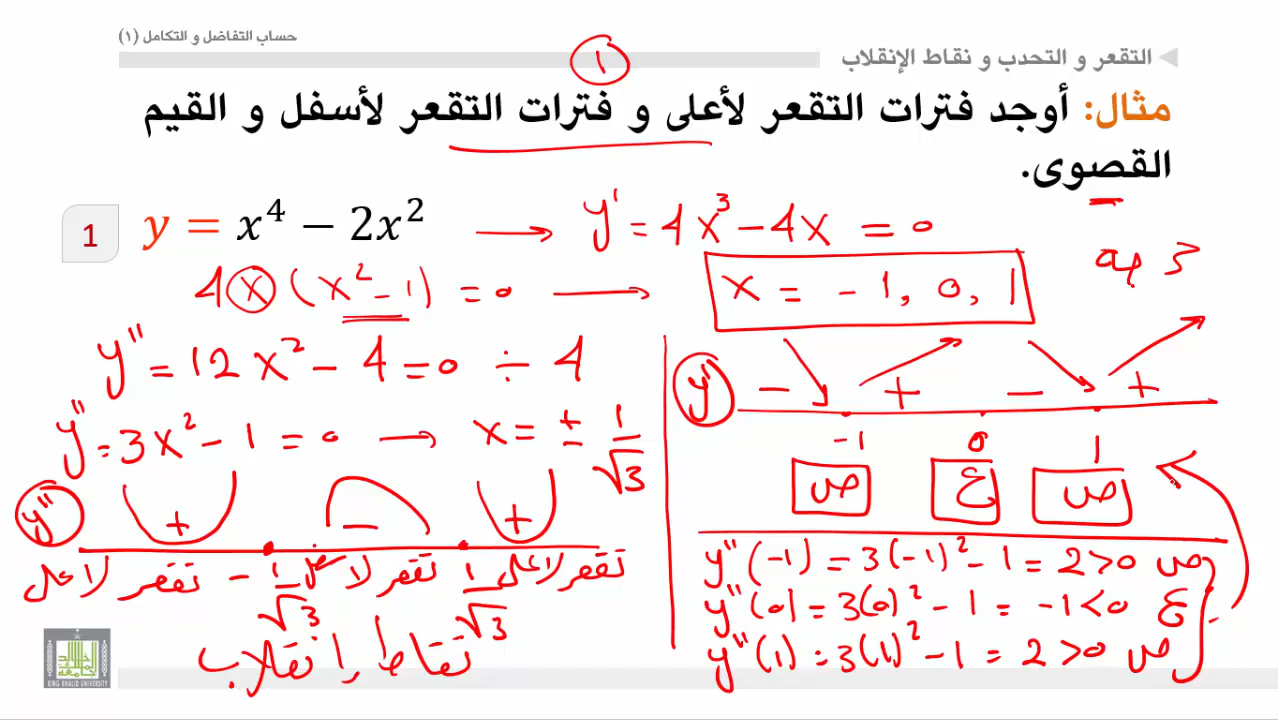 حساب التفاضل و التكامل (١)
التقعر و التحدب و نقاط الإنقلاب
١
مثال: أوجد فترات التقعر لأعلى و فترات التقعر لأسفل و القيم
القصوى.
1
y = x⁴ − 2x² → y' = 4x³ − 4x = 0
4x (x² − 1) = 0 → x = −1, 0, 1
y'' = 12x² − 4 = 0 ÷ 4
y'' = 3x² − 1 = 0 → x = ± 1/√3
y'' + − +
−1/√3 1/√3
تقعر لأعلى تقعر لأسفل تقعر لأعلى
نقاط إنقلاب
y' − + − +
−1 0 1
ص ع ص
y''(−1) = 3(−1)² − 1 = 2 > 0 ص
y''(0) = 3(0)² − 1 = −1 < 0 ع
y''(1) = 3(1)² − 1 = 2 > 0 ص
KING KHALID UNIVERSITY